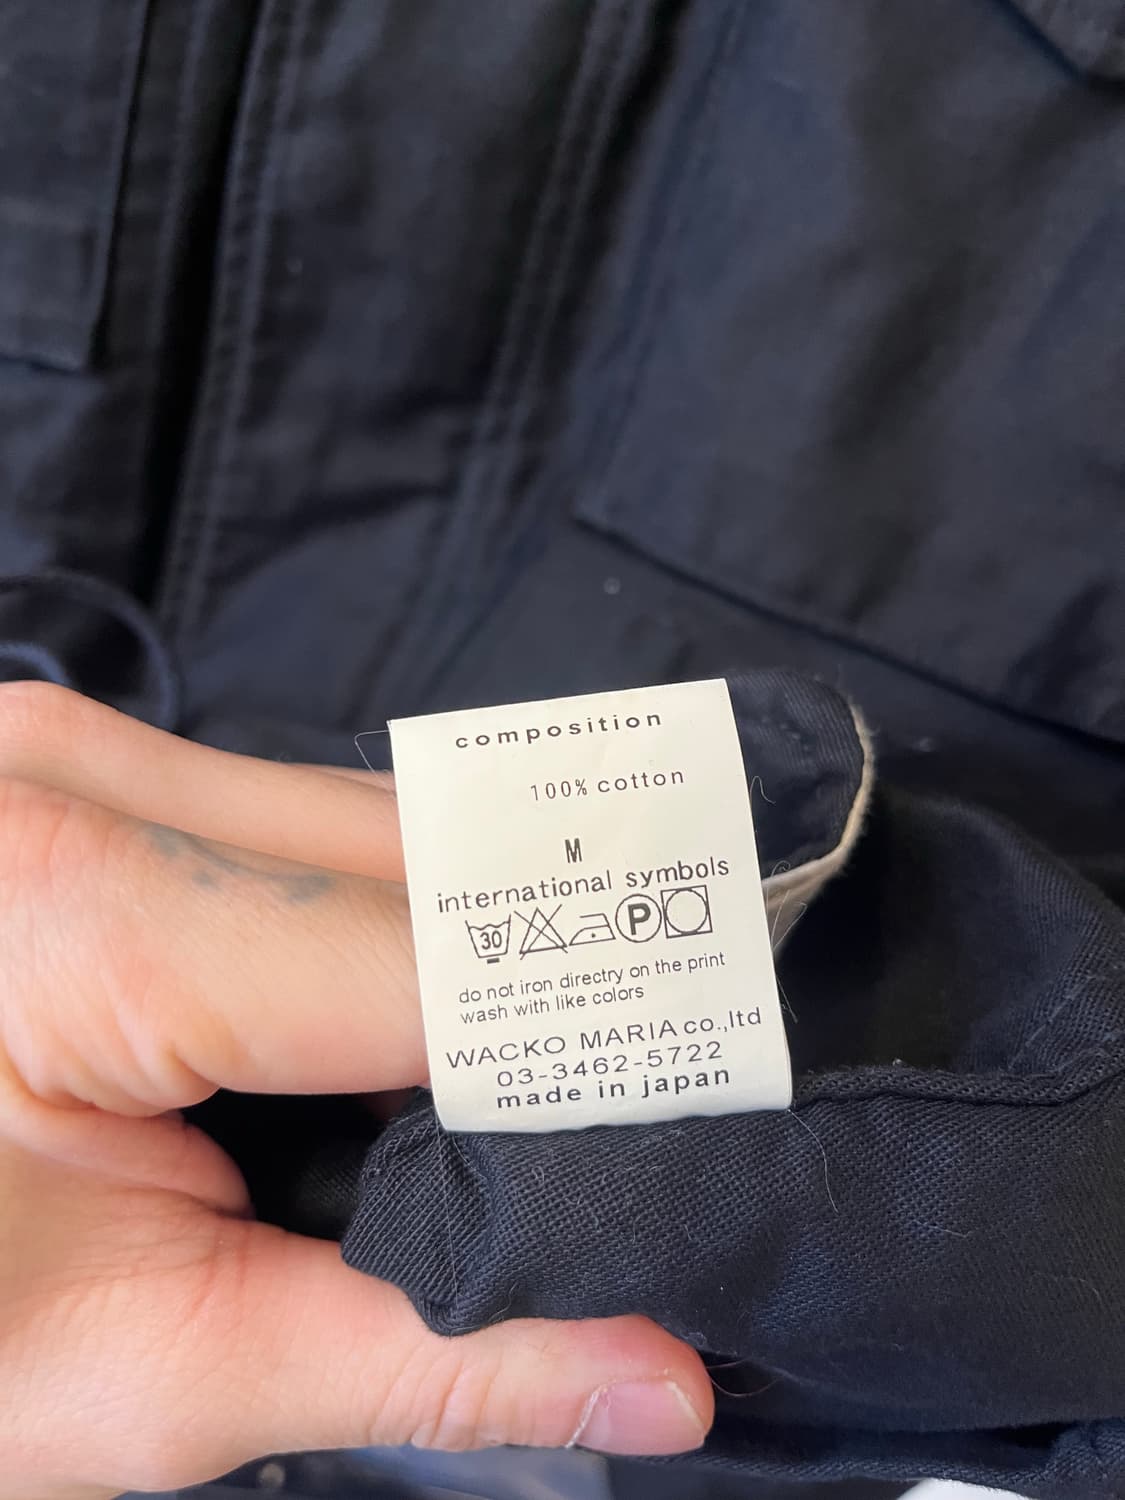 composition
100% cotton
M
international symbols
30 P
do not iron directry on the print
wash with like colors
WACKO MARIA co.,ltd
03-3462-5722
made in japan